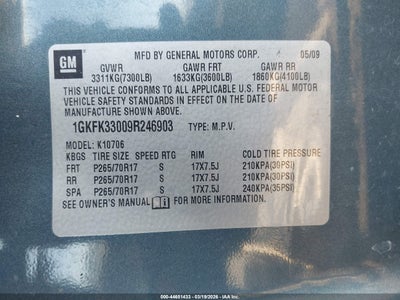 GM
MFD BY GENERAL MOTORS CORP. 05/09
GVWR GAWR FRT GAWR RR
3311KG(7300LB) 1633KG(3600LB) 1860KG(4100LB)
THIS VEHICLE CONFORMS TO ALL APPLICABLE U.S. FEDERAL MOTOR
VEHICLE SAFETY STANDARDS IN EFFECT ON THE DATE OF
MANUFACTURE SHOWN ABOVE.
1GKFK33009R246903 TYPE: M.P.V.
MODEL: K10706
KBGS TIRE SIZE SPEED RTG RIM COLD TIRE PRESSURE
FRT P265/70R17 S 17X7.5J 210KPA(30PSI)
RR P265/70R17 S 17X7.5J 210KPA(30PSI)
SPA P265/70R17 S 17X7.5J 240KPA(35PSI)
SEE OWNER'S MANUAL FOR MORE INFORMATION.
000-44651433 - 03/19/2026 - IAA Inc.